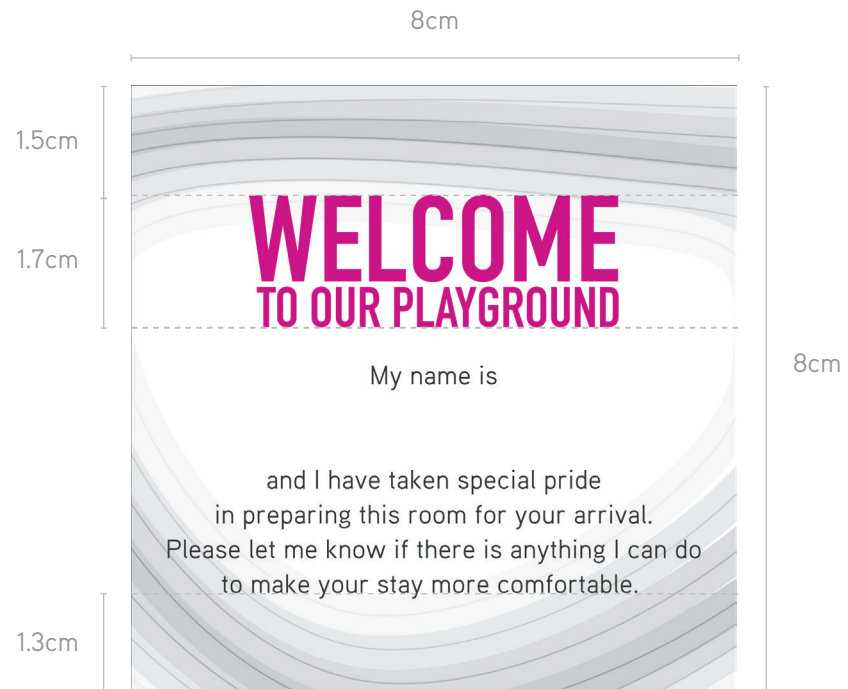 8cm
1.5cm
WELCOME
1.7cm
TO OUR PLAYGROUND
My name is
8cm
and I have taken special pride
in preparing this room for your arrival.
Please let me know if there is anything I can do
to make your stay more comfortable.
1.3cm